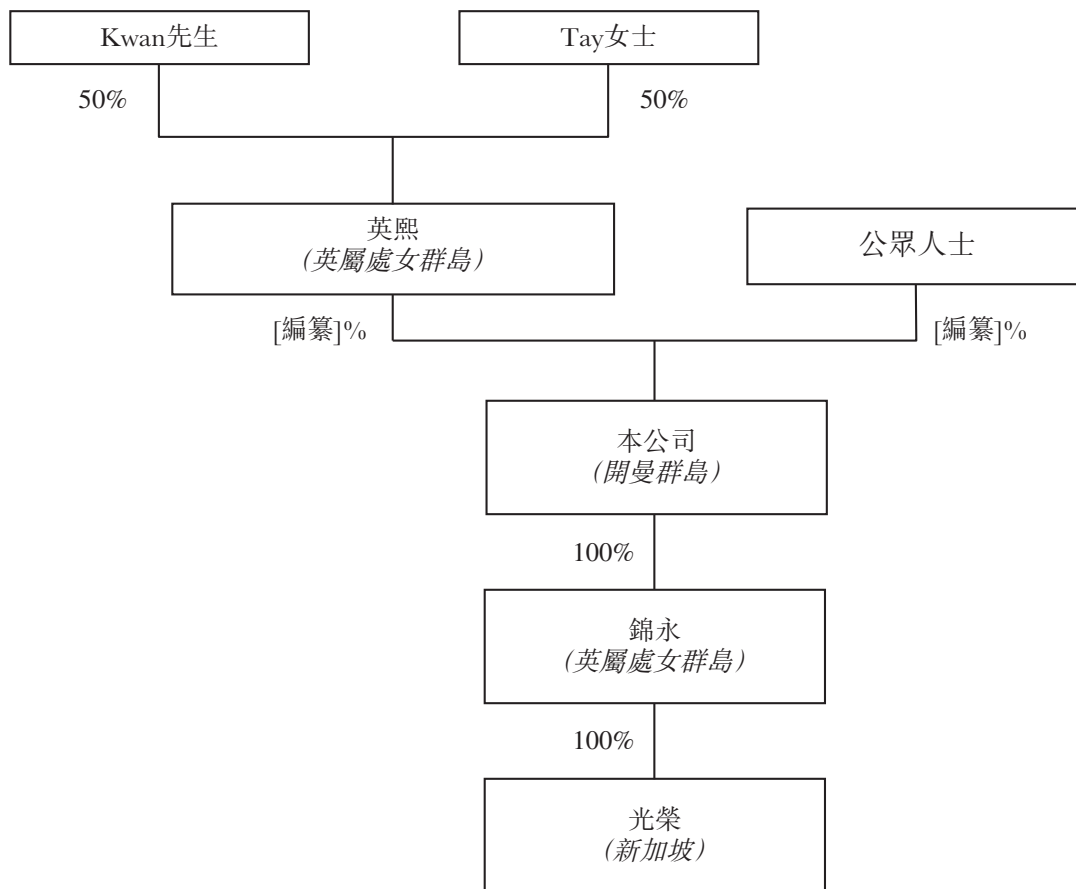 Kwan先生
Tay女士
50%
50%
英熙
(英屬處女群島)
公眾人士
[編纂]%
[編纂]%
本公司
(開曼群島)
100%
錦永
(英屬處女群島)
100%
光榮
(新加坡)